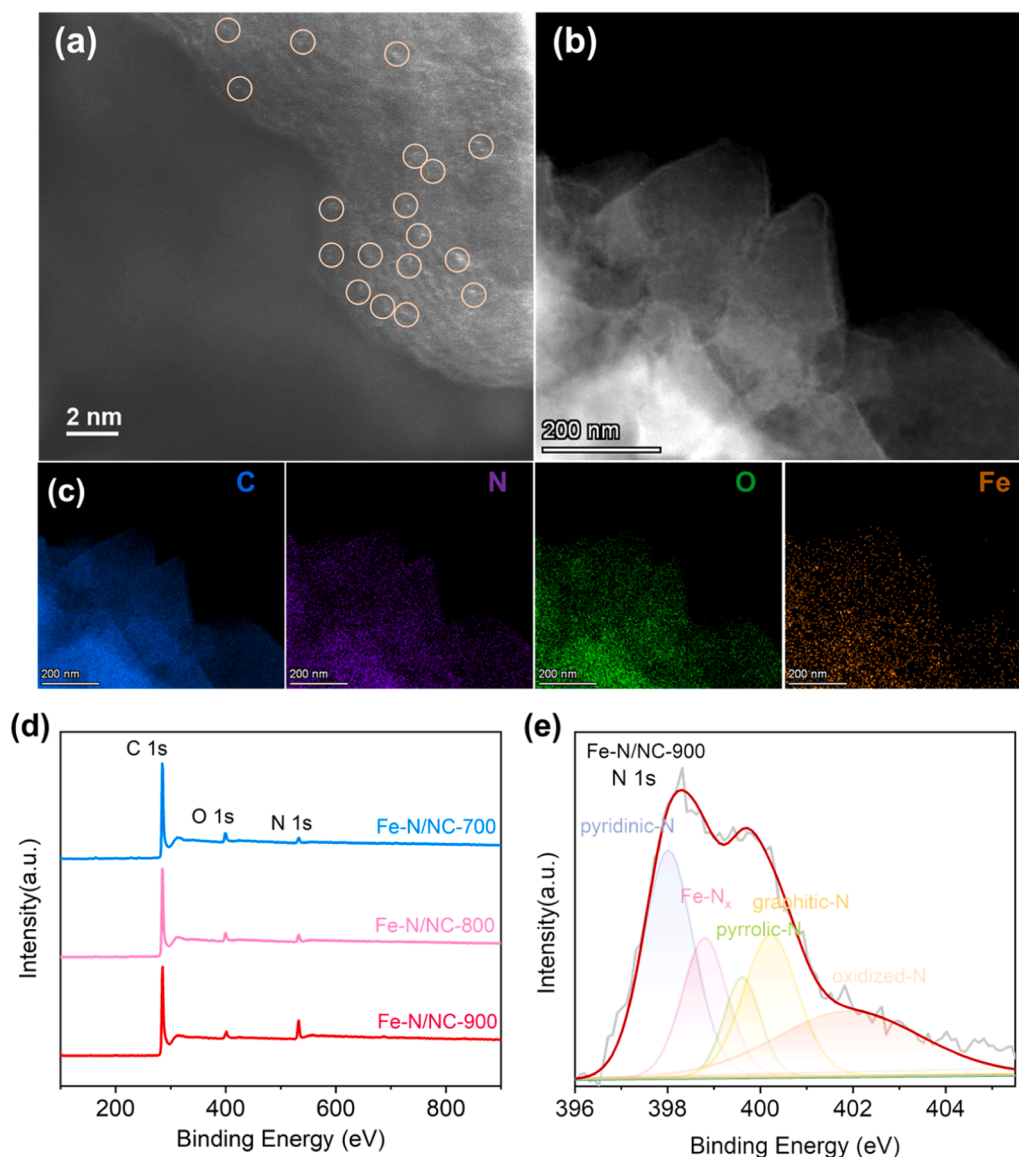 (a)
2 nm
(b)
200 nm
(c)
C
N
O
Fe
200 nm
200 nm
200 nm
200 nm
(d)
C 1s
O 1s
N 1s
Fe-N/NC-700
Fe-N/NC-800
Fe-N/NC-900
Intensity(a.u.)
200 400 600 800
Binding Energy (eV)
(e)
Fe-N/NC-900
N 1s
pyridinic-N
Fe-Nₓ
graphitic-N
pyrrolic-N
oxidized-N
Intensity(a.u.)
396 398 400 402 404
Binding Energy (eV)